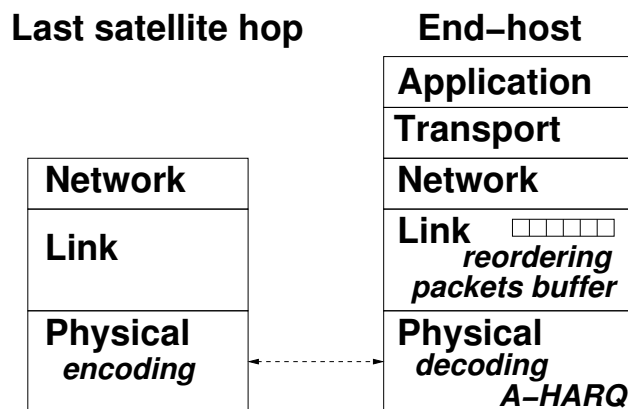 Last satellite hop
End-host
Application
Transport
Network
Network
Link
Link
reordering
packets buffer
Physical
encoding
Physical
decoding
A-HARQ